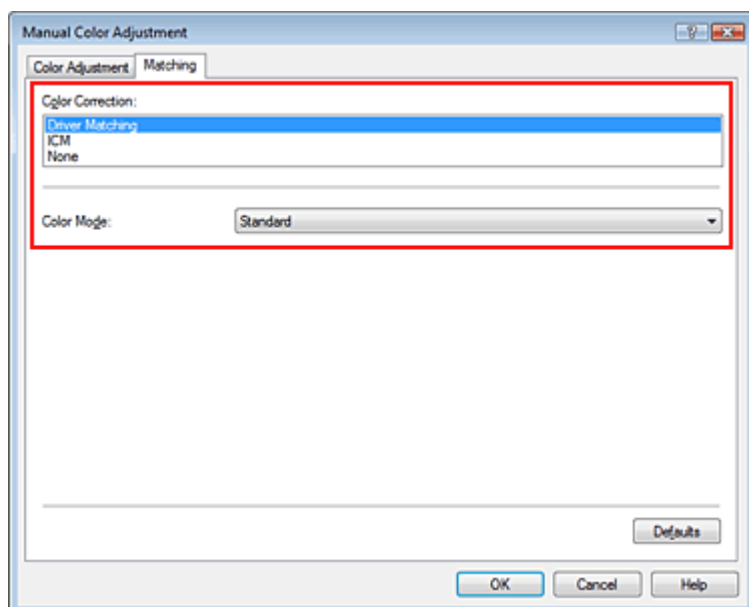 Manual Color Adjustment
Color Adjustment Matching
Color Correction:
Driver Matching
ICM
None
Color Mode: Standard
Defaults
OK Cancel Help